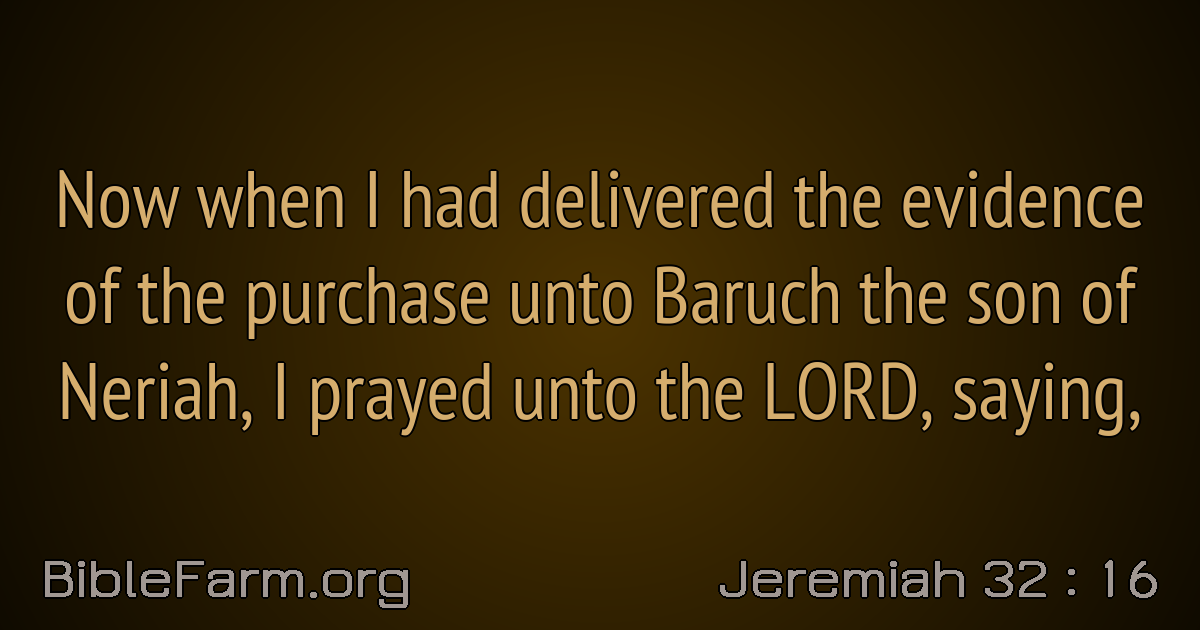 Now when I had delivered the evidence
of the purchase unto Baruch the son of
Neriah, I prayed unto the LORD, saying,
BibleFarm.org
Jeremiah 32 : 16